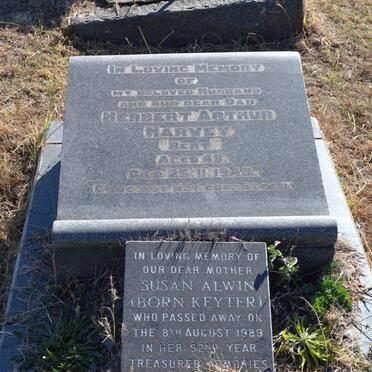 IN LOVING MEMORY
OF
MY BELOVED HUSBAND
AND OUR DEAR DAD
HERBERT ARTHUR
HARVEY
AGED 48
DIED
IN LOVING MEMORY OF
OUR DEAR MOTHER
SUSAN ALWIN
(BORN KEYTER)
WHO PASSED AWAY ON
THE 8TH AUGUST 1989
IN HER 82ND YEAR
TREASURED MEMORIES